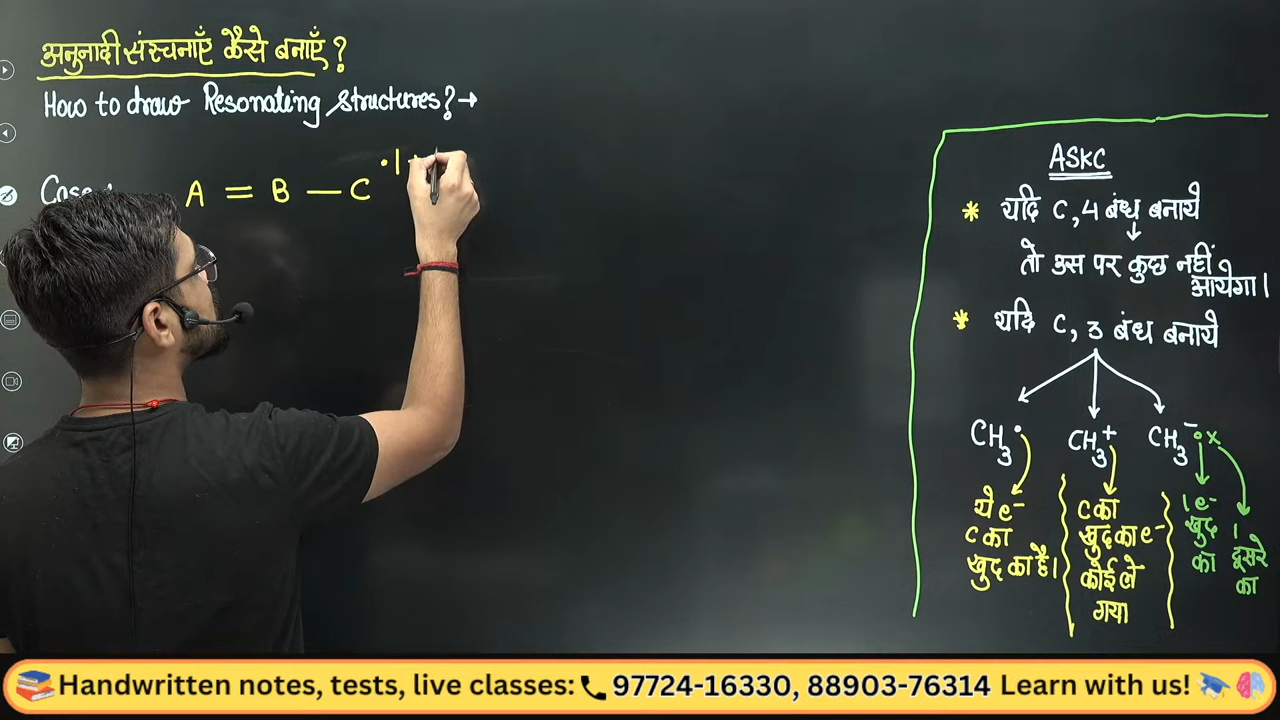 अनुनादी संरचनाएँ कैसे बनाएँ ?
How to draw Resonating structures? →
A = B — C
ASKC
* यदि C, 4 बंध बनाये
तो उस पर कुछ नहीं
आयेगा।
* यदि C, 3 बंध बनाये
CH3• CH3+ CH3- •x
ये e-
C का
खुद का है।
C का
खुद का e-
कोई ले
गया
1 e-
खुद
का
1
दूसरे
का
Handwritten notes, tests, live classes: 97724-16330, 88903-76314 Learn with us!